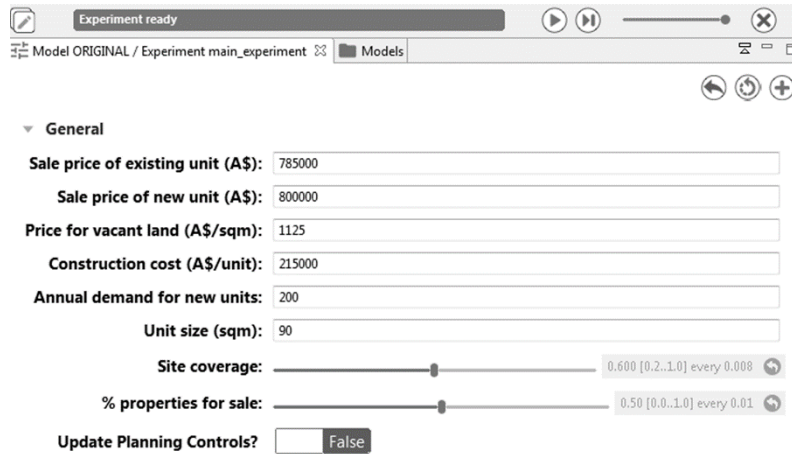 Experiment ready
Model ORIGINAL / Experiment main_experiment Models
General
Sale price of existing unit (A$): 785000
Sale price of new unit (A$): 800000
Price for vacant land (A$/sqm): 1125
Construction cost (A$/unit): 215000
Annual demand for new units: 200
Unit size (sqm): 90
Site coverage: 0.600 [0.2..1.0] every 0.008
% properties for sale: 0.50 [0.0..1.0] every 0.01
Update Planning Controls? False